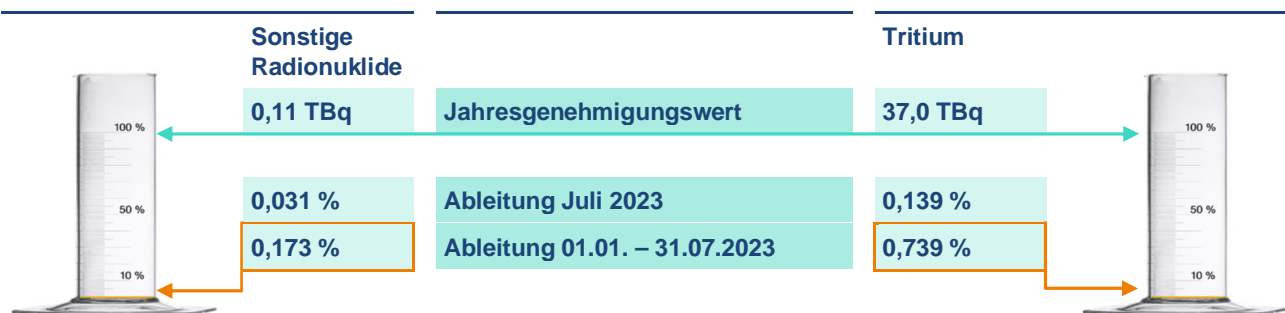 Sonstige
Radionuklide
Tritium
0,11 TBq
Jahresgenehmigungswert
37,0 TBq
100 %
100 %
0,031 %
Ableitung Juli 2023
0,139 %
50 %
50 %
0,173 %
Ableitung 01.01. – 31.07.2023
0,739 %
10 %
10 %